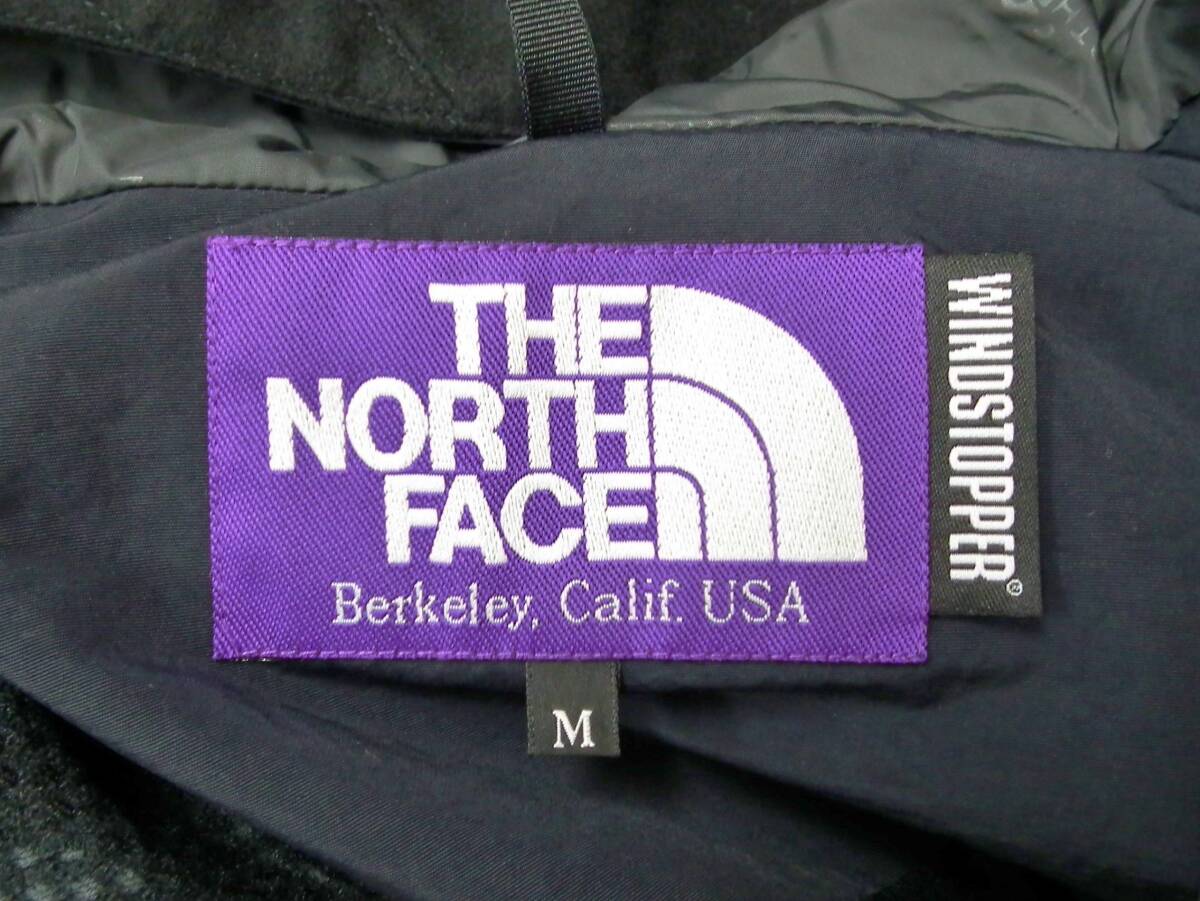 THE
NORTH
FACE
Berkeley, Calif. USA
WINDSTOPPER®
M